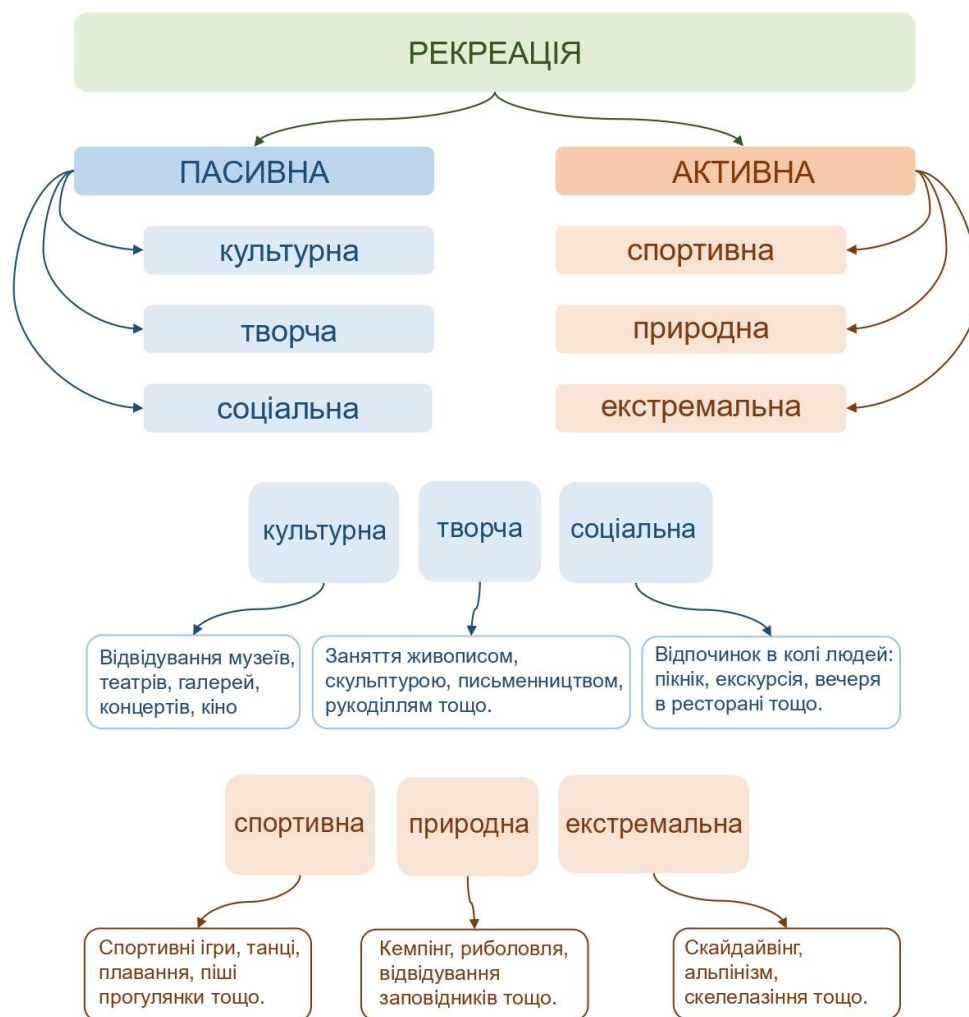 РЕКРЕАЦІЯ
ПАСИВНА
культурна
творча
соціальна
АКТИВНА
спортивна
природна
екстремальна
культурна
творча
соціальна
Відвідування музеїв,
театрів, галерей,
концертів, кіно
Заняття живописом,
скульптурою, письменництвом,
рукоділлям тощо.
Відпочинок в колі людей:
пікнік, екскурсія, вечеря
в ресторані тощо.
спортивна
природна
екстремальна
Спортивні ігри, танці,
плавання, піші
прогулянки тощо.
Кемпінг, риболовля,
відвідування
заповідників тощо.
Скайдайвінг,
альпінізм,
скелелазіння тощо.